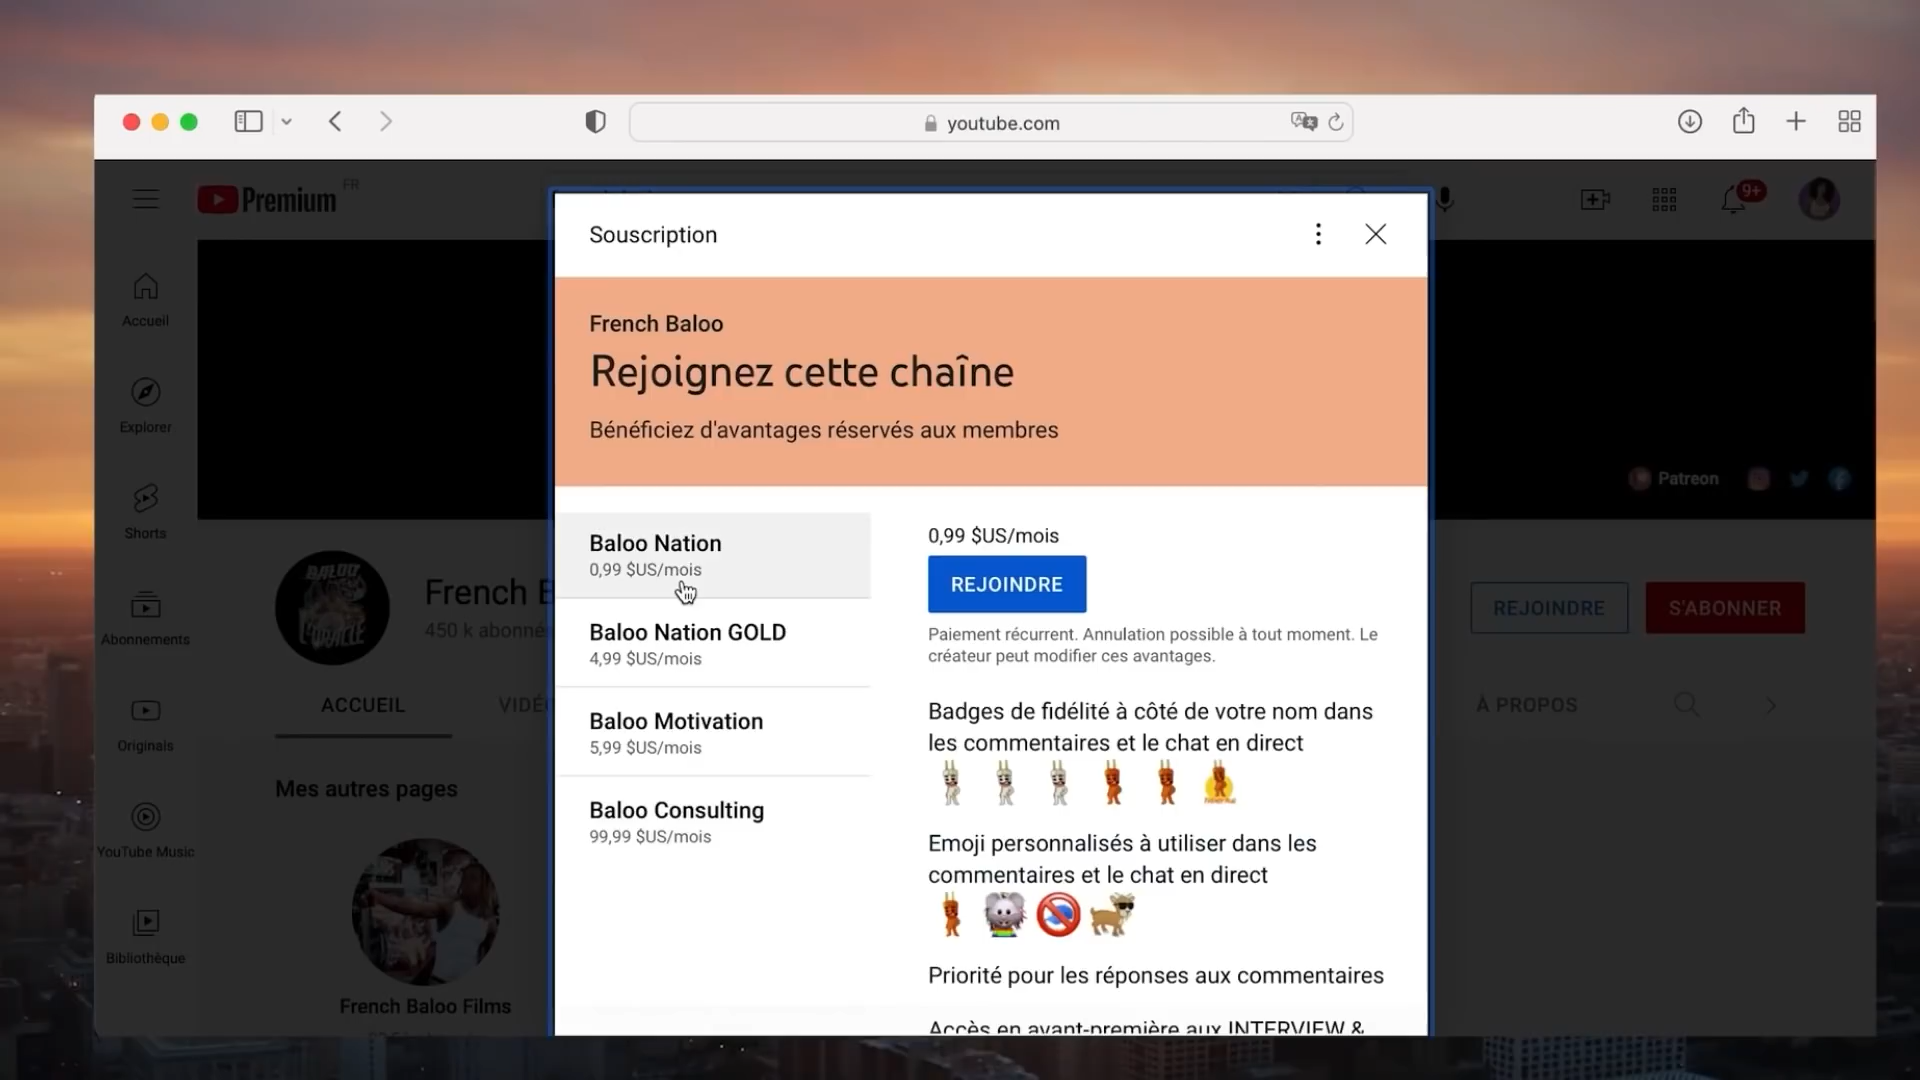 youtube.com
Premium
FR
9+
Souscription
French Baloo
Rejoignez cette chaîne
Bénéficiez d'avantages réservés aux membres
Patreon
Accueil
Explorer
Shorts
Abonnements
Originals
YouTube Music
Bibliothèque
French
450 k
ACCUEIL
Mes autres pages
French Baloo Films
Baloo Nation
0,99 $US/mois
Baloo Nation GOLD
4,99 $US/mois
Baloo Motivation
5,99 $US/mois
Baloo Consulting
99,99 $US/mois
0,99 $US/mois
REJOINDRE
Paiement récurrent. Annulation possible à tout moment. Le
créateur peut modifier ces avantages.
Badges de fidélité à côté de votre nom dans
les commentaires et le chat en direct
Emoji personnalisés à utiliser dans les
commentaires et le chat en direct
Priorité pour les réponses aux commentaires
Accès en avant-première aux INTERVIEW &
REJOINDRE
S'ABONNER
À PROPOS